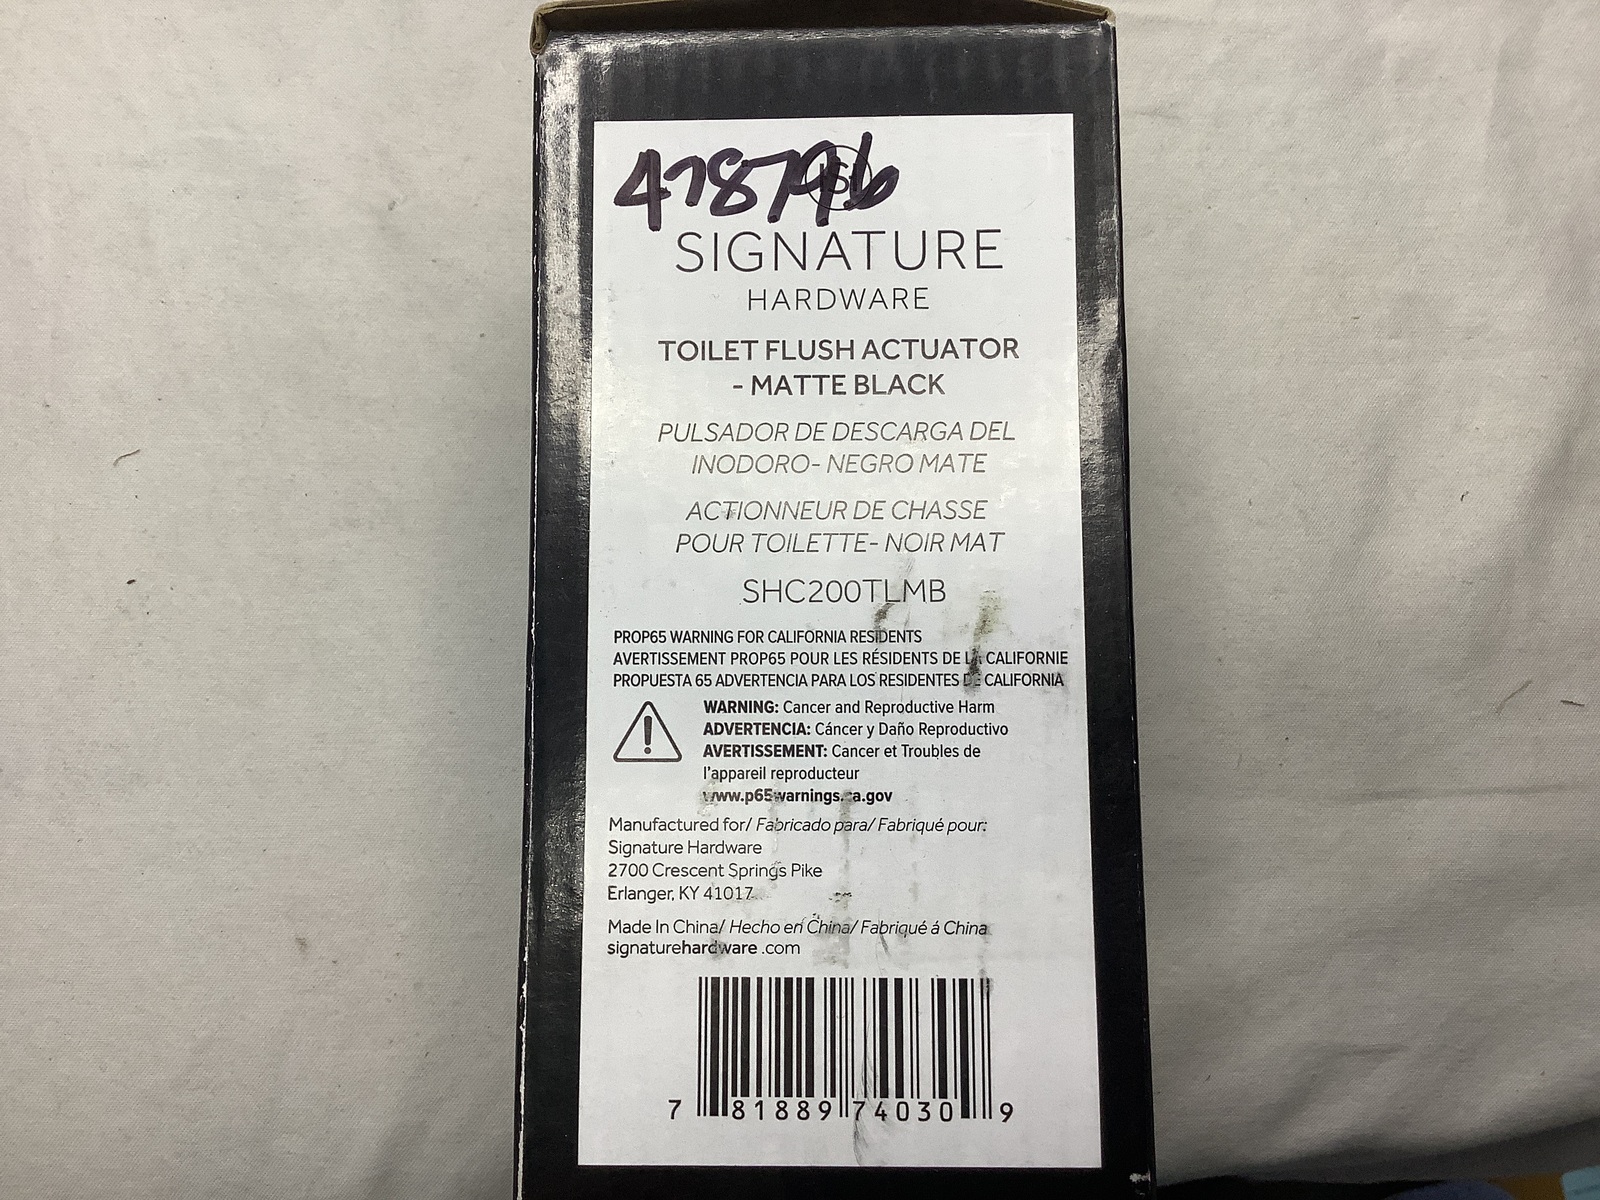 478796
SIGNATURE
HARDWARE
TOILET FLUSH ACTUATOR
- MATTE BLACK
PULSADOR DE DESCARGA DEL
INODORO- NEGRO MATE
ACTIONNEUR DE CHASSE
POUR TOILETTE- NOIR MAT
SHC200TLMB
PROP65 WARNING FOR CALIFORNIA RESIDENTS
AVERTISSEMENT PROP65 POUR LES RÉSIDENTS DE LA CALIFORNIE
PROPUESTA 65 ADVERTENCIA PARA LOS RESIDENTES DE CALIFORNIA
WARNING: Cancer and Reproductive Harm
ADVERTENCIA: Cáncer y Daño Reproductivo
AVERTISSEMENT: Cancer et Troubles de
l'appareil reproducteur
www.p65warnings.ca.gov
Manufactured for/ Fabricado para/ Fabriqué pour:
Signature Hardware
2700 Crescent Springs Pike
Erlanger, KY 41017
Made In China/ Hecho en China/ Fabriqué á China
signaturehardware .com
7 81889 74030 9